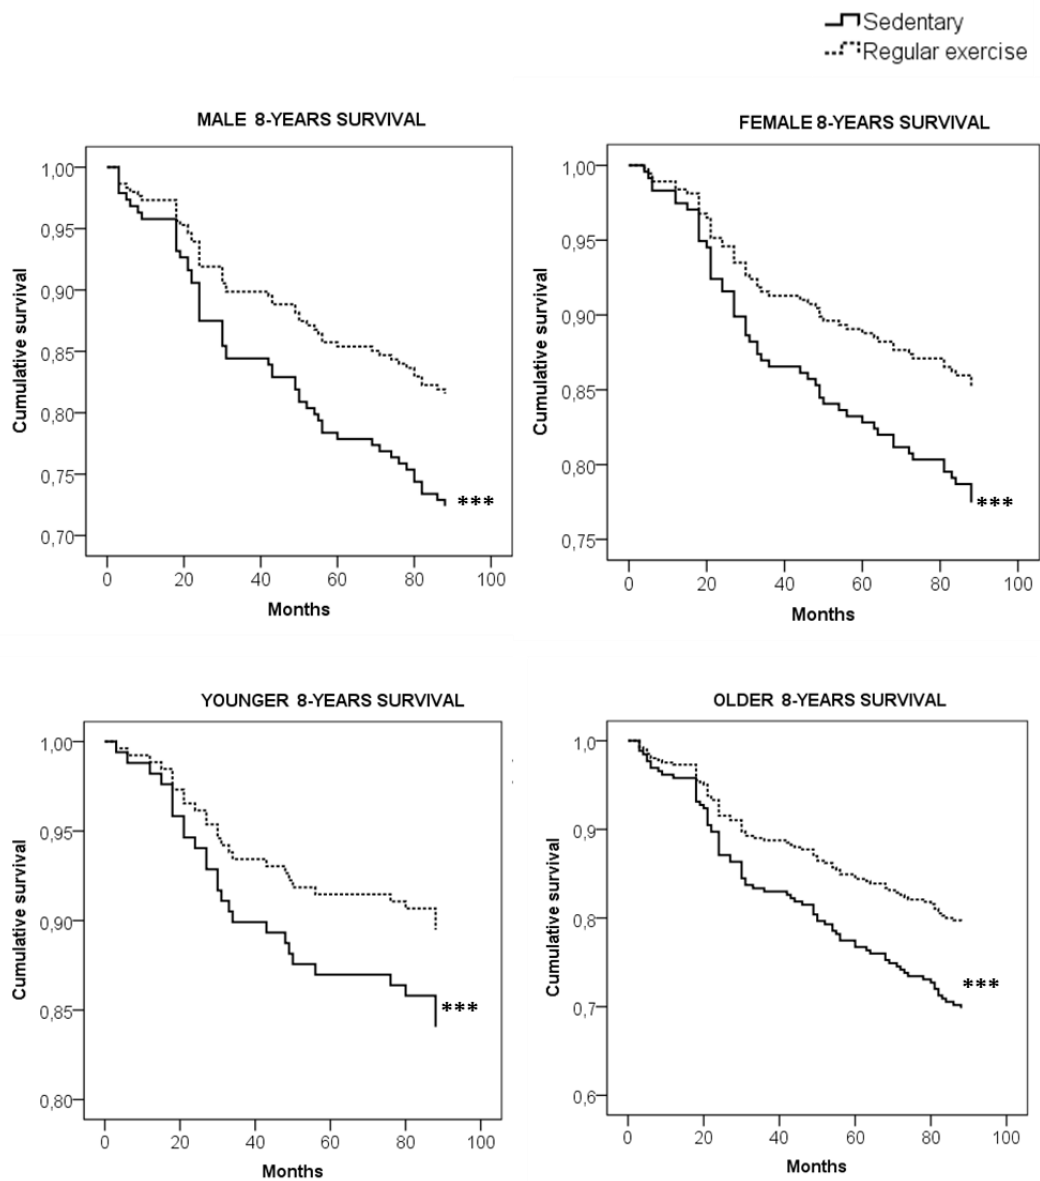 Sedentary
Regular exercise
MALE 8-YEARS SURVIVAL
1,00
0,95
0,90
0,85
0,80
0,75
0,70
Cumulative survival
***
0 20 40 60 80 100
Months
FEMALE 8-YEARS SURVIVAL
1,00
0,95
0,90
0,85
0,80
0,75
Cumulative survival
***
0 20 40 60 80 100
Months
YOUNGER 8-YEARS SURVIVAL
1,00
0,95
0,90
0,85
0,80
Cumulative survival
***
0 20 40 60 80 100
Months
OLDER 8-YEARS SURVIVAL
1,0
0,9
0,8
0,7
0,6
Cumulative survival
***
0 20 40 60 80 100
Months